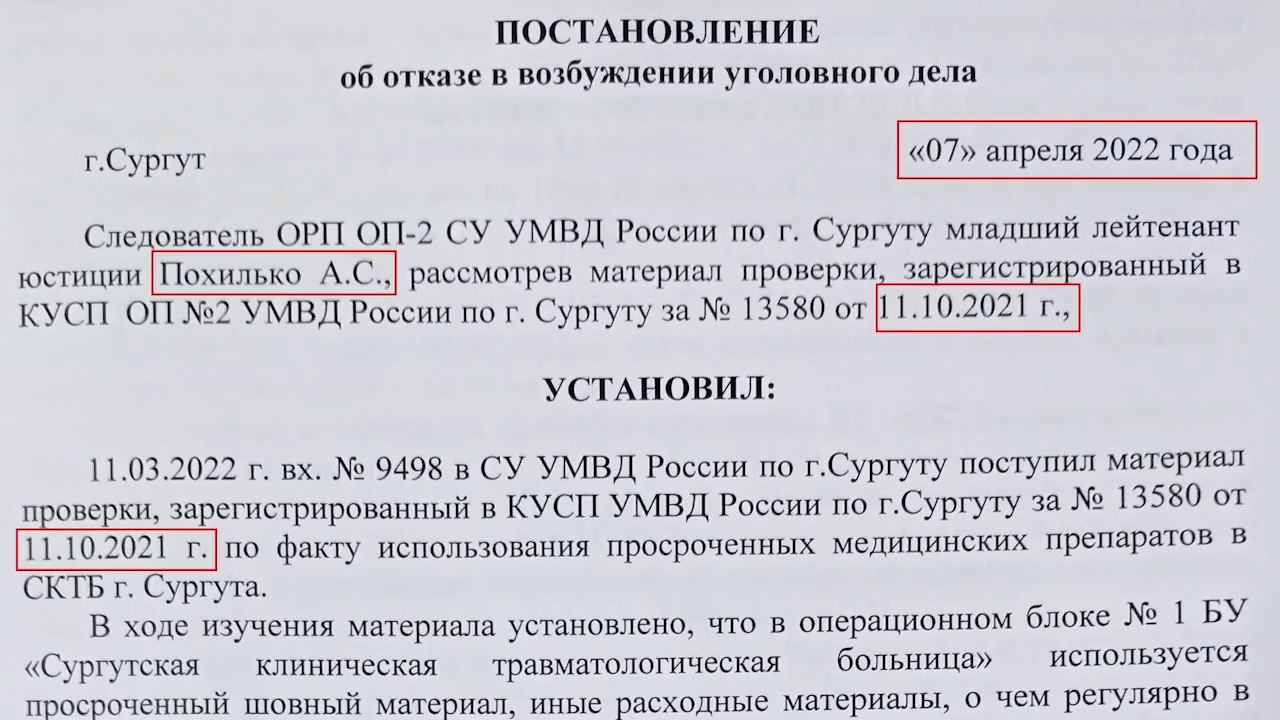 ПОСТАНОВЛЕНИЕ
об отказе в возбуждении уголовного дела
г.Сургут «07» апреля 2022 года
Следователь ОРП ОП-2 СУ УМВД России по г. Сургуту младший лейтенант
юстиции Похилько А.С., рассмотрев материал проверки, зарегистрированный в
КУСП ОП №2 УМВД России по г. Сургуту за № 13580 от 11.10.2021 г.,
УСТАНОВИЛ:
11.03.2022 г. вх. № 9498 в СУ УМВД России по г.Сургуту поступил материал
проверки, зарегистрированный в КУСП УМВД России по г.Сургуту за № 13580 от
11.10.2021 г. по факту использования просроченных медицинских препаратов в
СКТБ г. Сургута.
В ходе изучения материала установлено, что в операционном блоке № 1 БУ
«Сургутская клиническая травматологическая больница» используется
просроченный шовный материал, иные расходные материалы, о чем регулярно в